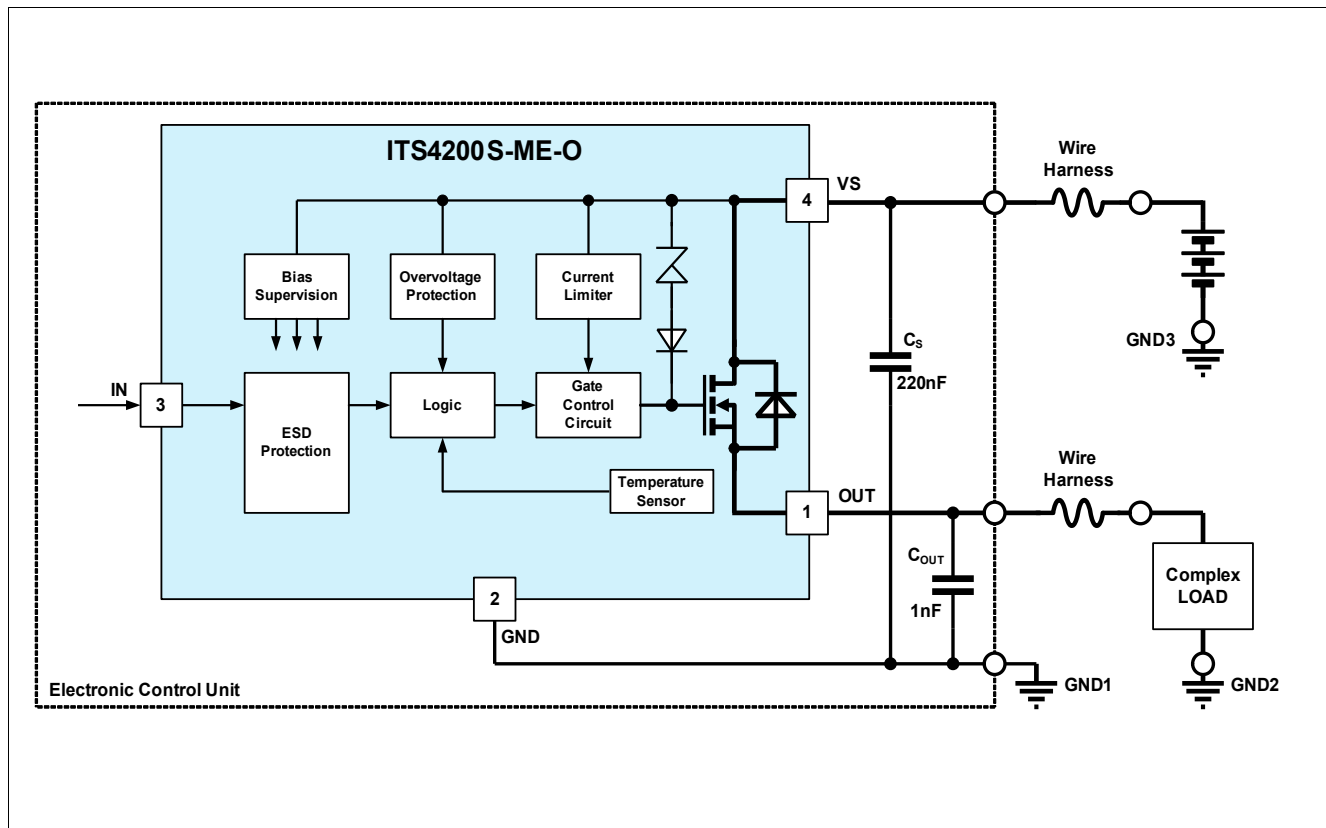 ITS4200S-ME-O
VS
4
Wire
Harness
Bias
Supervision
Overvoltage
Protection
Current
Limiter
GND3
CS
220nF
IN
3
ESD
Protection
Logic
Gate
Control
Circuit
Temperature
Sensor
1
OUT
Wire
Harness
COUT
1nF
Complex
LOAD
2
GND
GND1
GND2
Electronic Control Unit